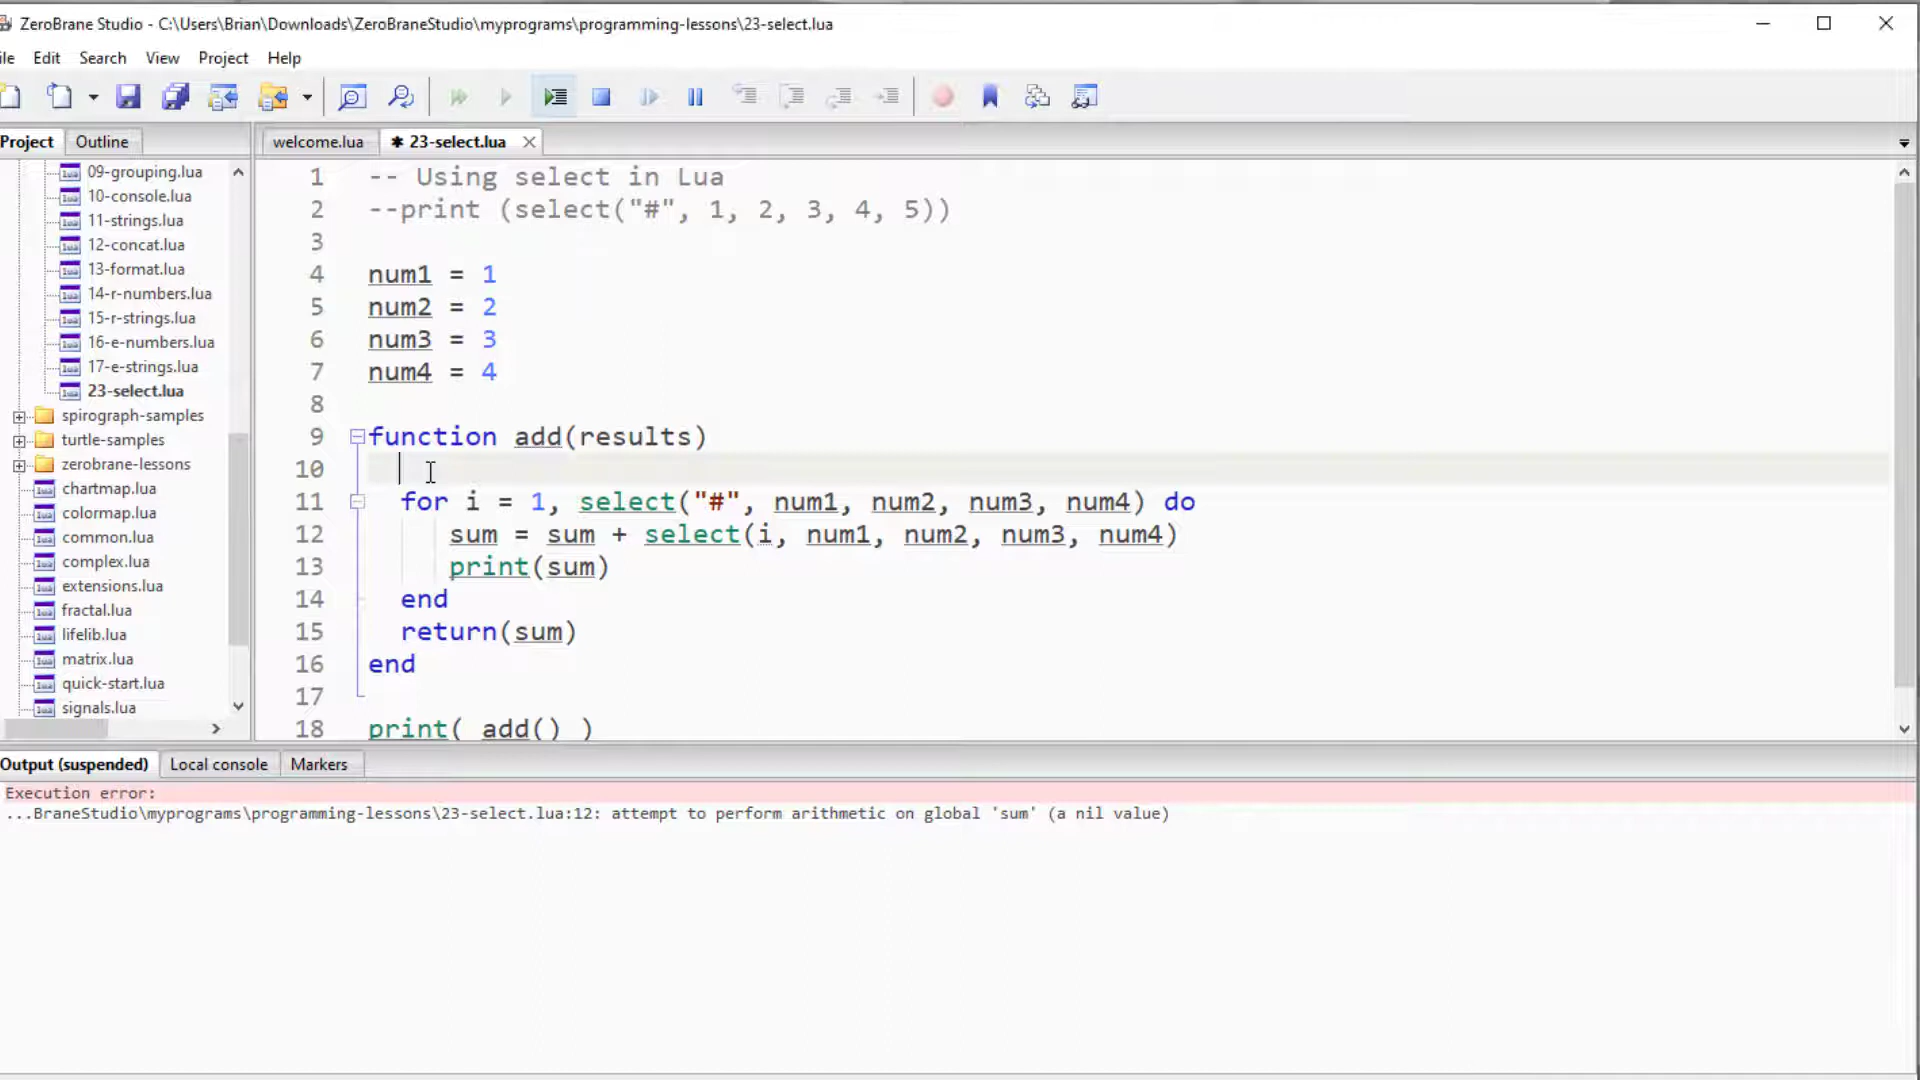 ZeroBrane Studio - C:\Users\Brian\Downloads\ZeroBraneStudio\myprograms\programming-lessons\23-select.lua
ile Edit Search View Project Help
Project Outline
welcome.lua ✱ 23-select.lua
09-grouping.lua
10-console.lua
11-strings.lua
12-concat.lua
13-format.lua
14-r-numbers.lua
15-r-strings.lua
16-e-numbers.lua
17-e-strings.lua
23-select.lua
spirograph-samples
turtle-samples
zerobrane-lessons
chartmap.lua
colormap.lua
common.lua
complex.lua
extensions.lua
fractal.lua
lifelib.lua
matrix.lua
quick-start.lua
signals.lua
1 -- Using select in Lua
2 --print (select("#", 1, 2, 3, 4, 5))
3
4 num1 = 1
5 num2 = 2
6 num3 = 3
7 num4 = 4
8
9 function add(results)
10
11 for i = 1, select("#", num1, num2, num3, num4) do
12 sum = sum + select(i, num1, num2, num3, num4)
13 print(sum)
14 end
15 return(sum)
16 end
17
18 print( add() )
Output (suspended) Local console Markers
Execution error:
...BraneStudio\myprograms\programming-lessons\23-select.lua:12: attempt to perform arithmetic on global 'sum' (a nil value)